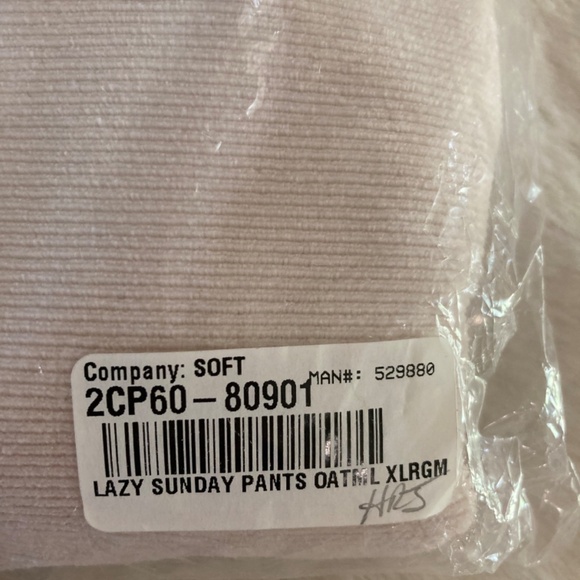 Company: SOFT
MAN#: 529880
2CP60-80901
LAZY SUNDAY PANTS OATML XLRGM